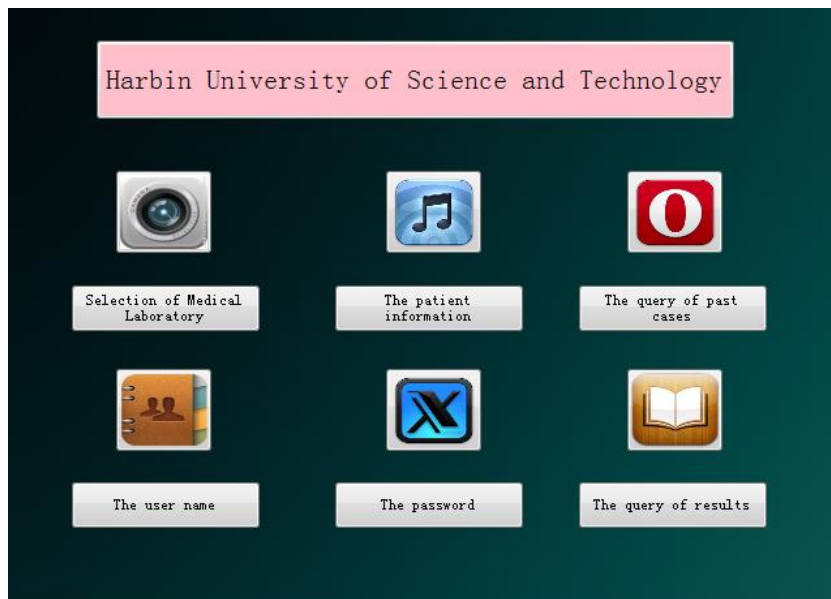 Harbin University of Science and Technology
Selection of Medical
Laboratory
The patient
information
The query of past
cases
The user name
The password
The query of results